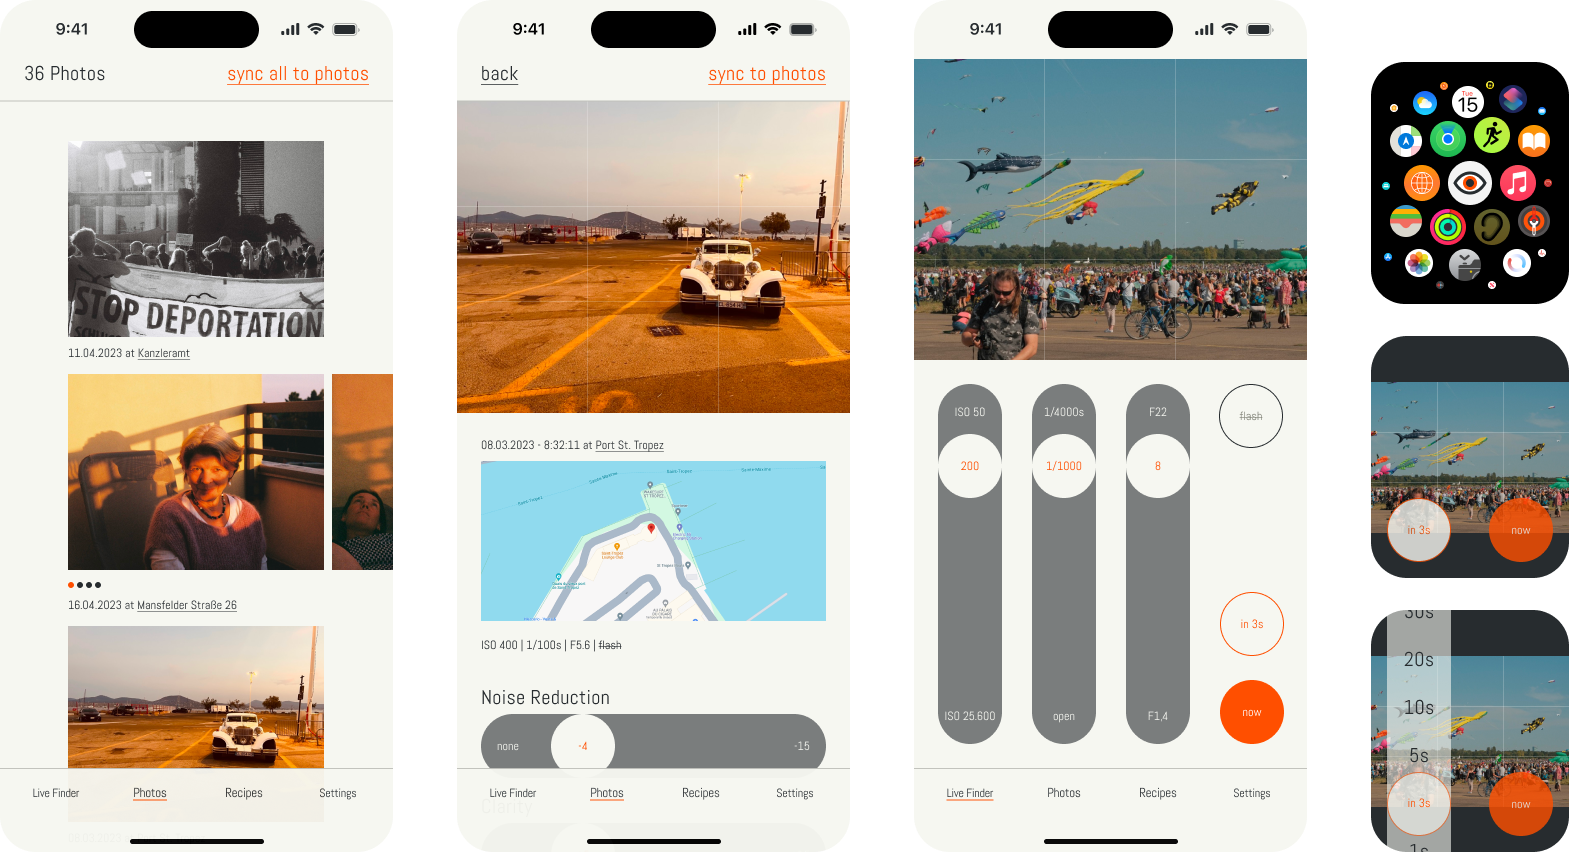 9:41
36 Photos
sync all to photos
STOP DEPORTATION
11.04.2023 at Kanzleramt
16.04.2023 at Mansfelder Straße 26
Live Finder
Photos
Recipes
Settings
9:41
back
sync to photos
08.03.2023 - 8:32:11 at Port St. Tropez
ISO 400 | 1/100s | F5.6 | flash
Noise Reduction
none
-4
-15
Clarity
Live Finder
Photos
Recipes
Settings
9:41
ISO 50
1/4000s
F22
flash
200
1/1000
8
in 3s
ISO 25.600
open
F1,4
now
Live Finder
Photos
Recipes
Settings
Tue
15
in 3s
now
30s
20s
10s
5s
in 3s
now
1s